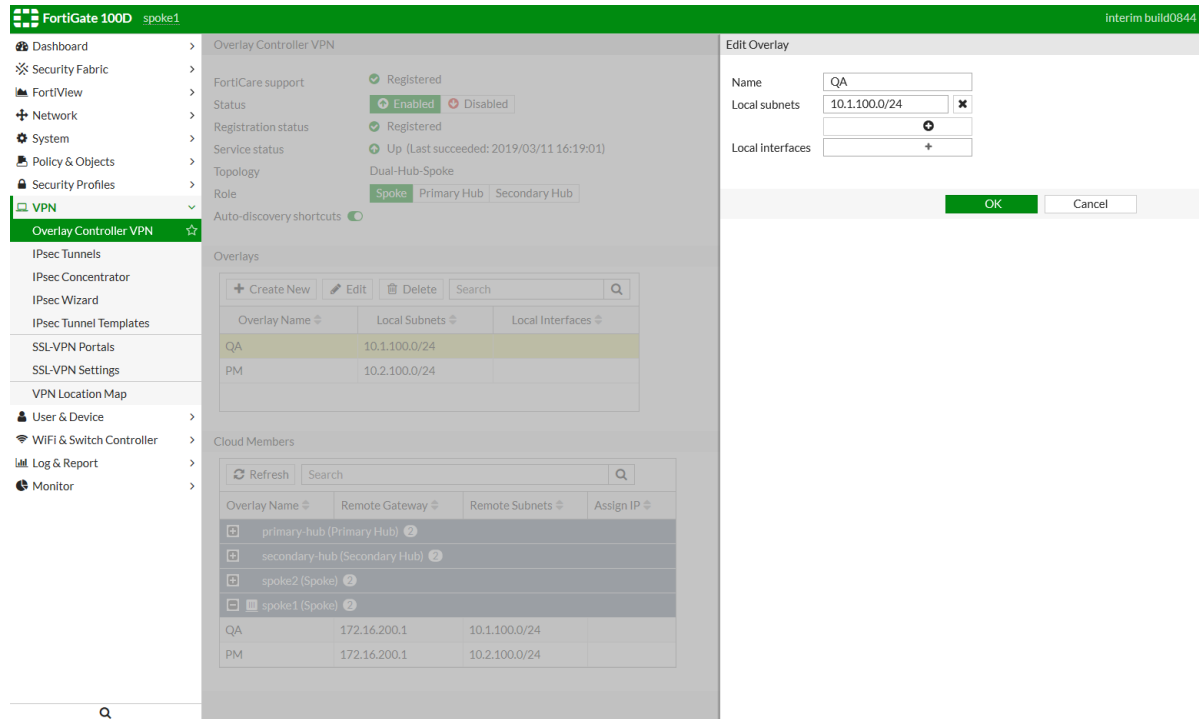 FortiGate 100D spoke1 interim build0844
Dashboard
Security Fabric
FortiView
Network
System
Policy & Objects
Security Profiles
VPN
Overlay Controller VPN
IPsec Tunnels
IPsec Concentrator
IPsec Wizard
IPsec Tunnel Templates
SSL-VPN Portals
SSL-VPN Settings
VPN Location Map
User & Device
WiFi & Switch Controller
Log & Report
Monitor
Overlay Controller VPN
FortiCare support Registered
Status Enabled Disabled
Registration status Registered
Service status Up (Last succeeded: 2019/03/11 16:19:01)
Topology Dual-Hub-Spoke
Role Spoke Primary Hub Secondary Hub
Auto-discovery shortcuts
Overlays
+ Create New Edit Delete Search
Overlay Name Local Subnets Local Interfaces
QA 10.1.100.0/24
PM 10.2.100.0/24
Cloud Members
Refresh Search
Overlay Name Remote Gateway Remote Subnets Assign IP
primary-hub (Primary Hub) 2
secondary-hub (Secondary Hub) 2
spoke2 (Spoke) 2
spoke1 (Spoke) 2
QA 172.16.200.1 10.1.100.0/24
PM 172.16.200.1 10.2.100.0/24
Edit Overlay
Name QA
Local subnets 10.1.100.0/24
Local interfaces +
OK Cancel